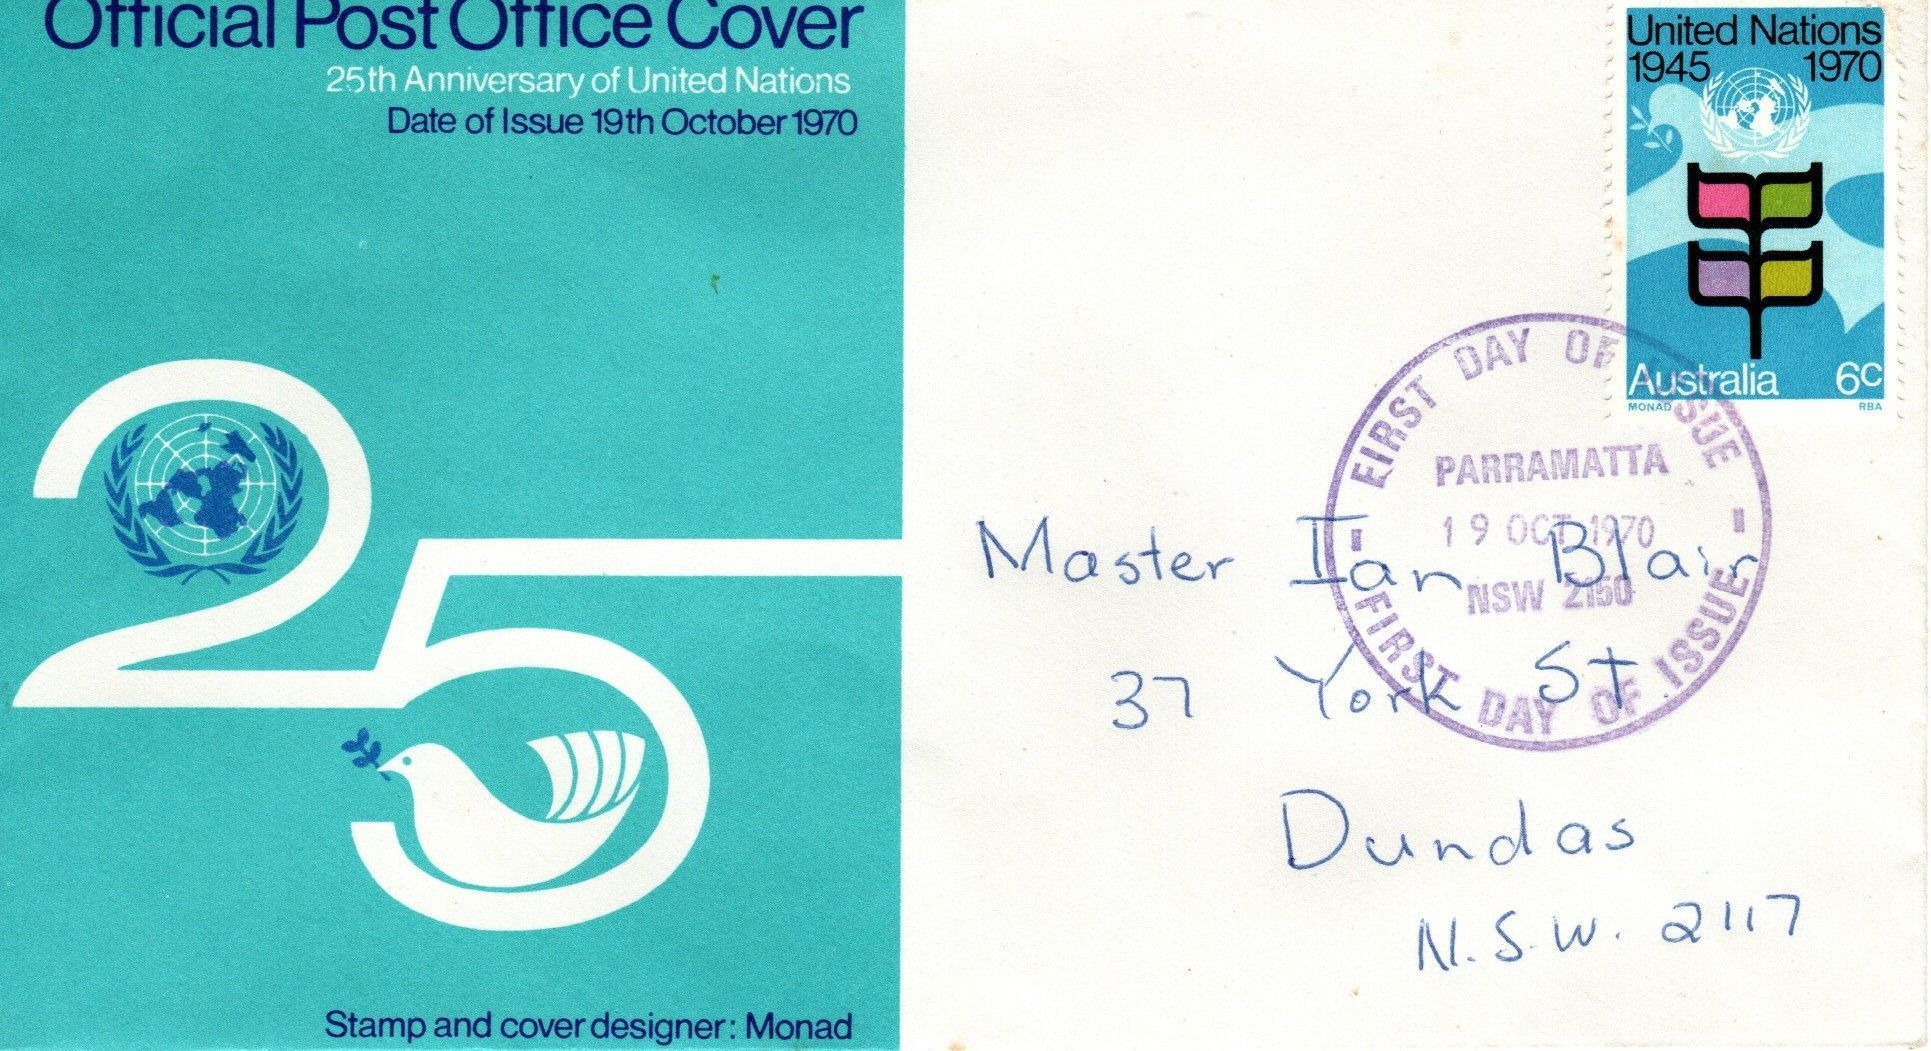 Official Post Office Cover
25th Anniversary of United Nations
Date of Issue 19th October 1970
Stamp and cover designer: Monad
United Nations
1945 1970
Australia 6c
MONAD RBA
FIRST DAY OF ISSUE
PARRAMATTA
19 OCT 1970
NSW 2150
FIRST DAY OF ISSUE
Master Ian Blair
37 York St.
Dundas
N.S.W. 2117